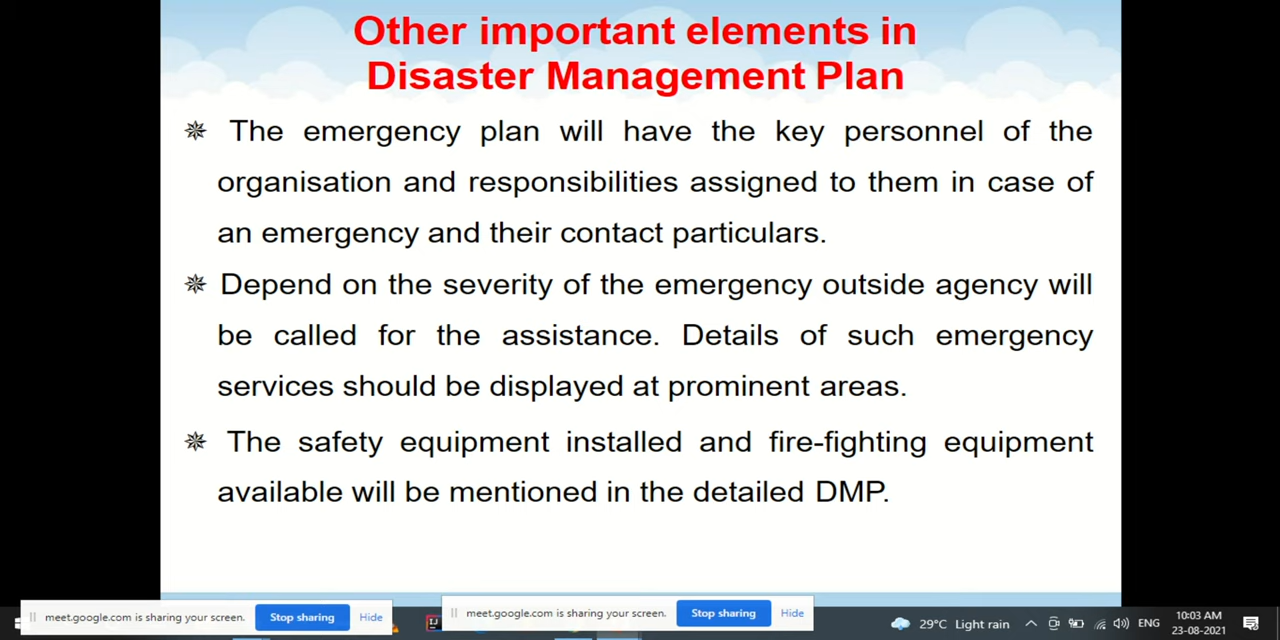 Other important elements in
Disaster Management Plan
The emergency plan will have the key personnel of the
organisation and responsibilities assigned to them in case of
an emergency and their contact particulars.
Depend on the severity of the emergency outside agency will
be called for the assistance. Details of such emergency
services should be displayed at prominent areas.
The safety equipment installed and fire-fighting equipment
available will be mentioned in the detailed DMP.
meet.google.com is sharing your screen. Stop sharing Hide
meet.google.com is sharing your screen. Stop sharing Hide
IJ
29°C Light rain
ENG
10:03 AM
23-08-2021